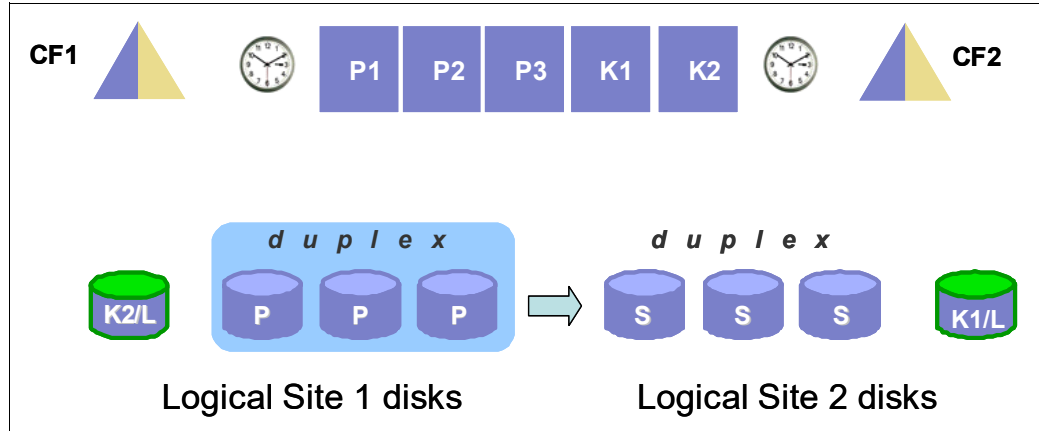 CF1
P1 P2 P3 K1 K2
CF2
d u p l e x
d u p l e x
K2/L
P P P
S S S
K1/L
Logical Site 1 disks
Logical Site 2 disks